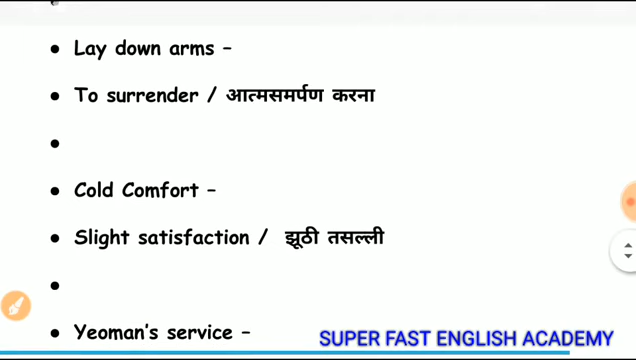 • Lay down arms –
• To surrender / आत्मसमर्पण करना
•
• Cold Comfort –
• Slight satisfaction / झूठी तसल्ली
•
• Yeoman's service –
SUPER FAST ENGLISH ACADEMY